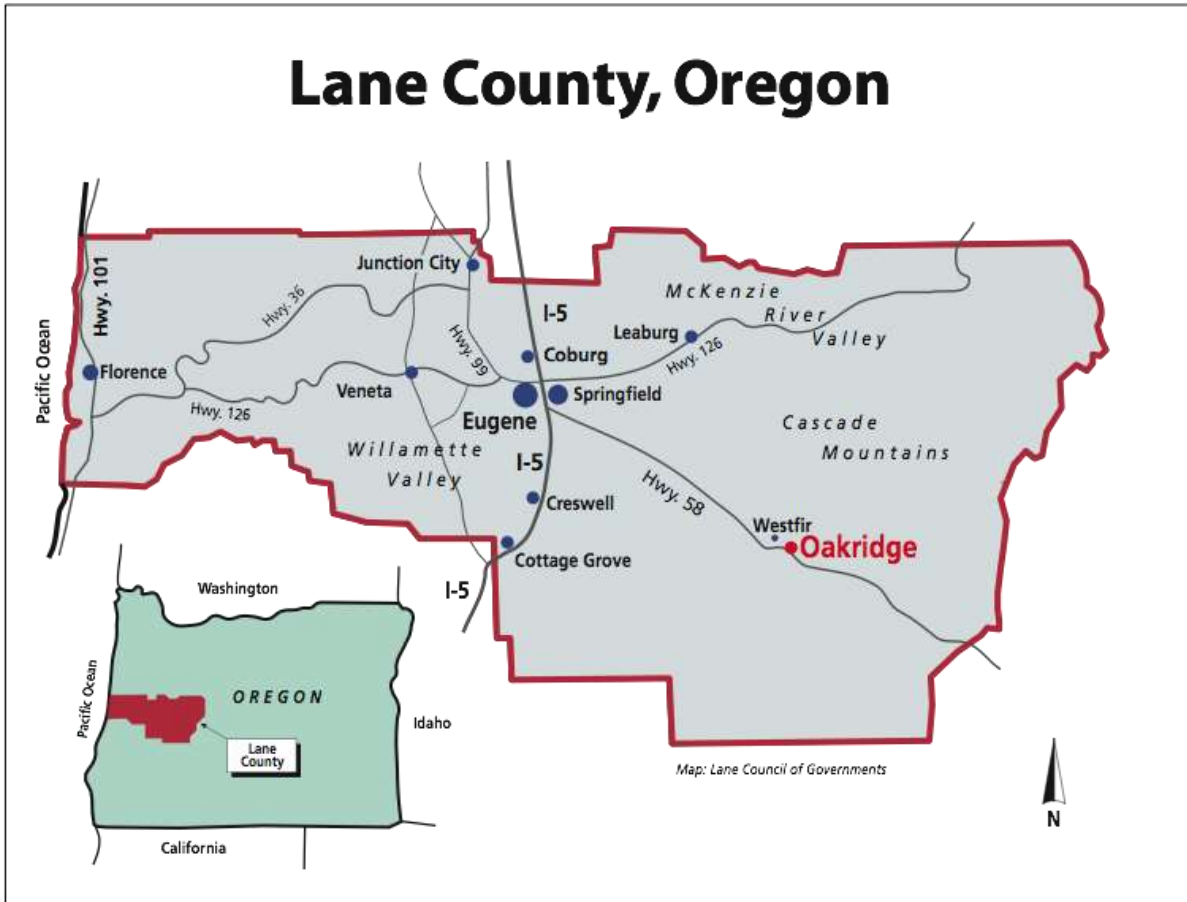 Lane County, Oregon
Hwy. 101
Pacific Ocean
Junction City
Hwy. 36
Hwy. 99
I-5
McKenzie
River
Valley
Leaburg
Coburg
Hwy. 126
Florence
Veneta
Hwy. 126
Eugene
Springfield
Willamette
Valley
Cascade
Mountains
I-5
Hwy. 58
Creswell
Westfir
Oakridge
Cottage Grove
I-5
Washington
Pacific Ocean
OREGON
Idaho
Lane
County
California
Map: Lane Council of Governments
N